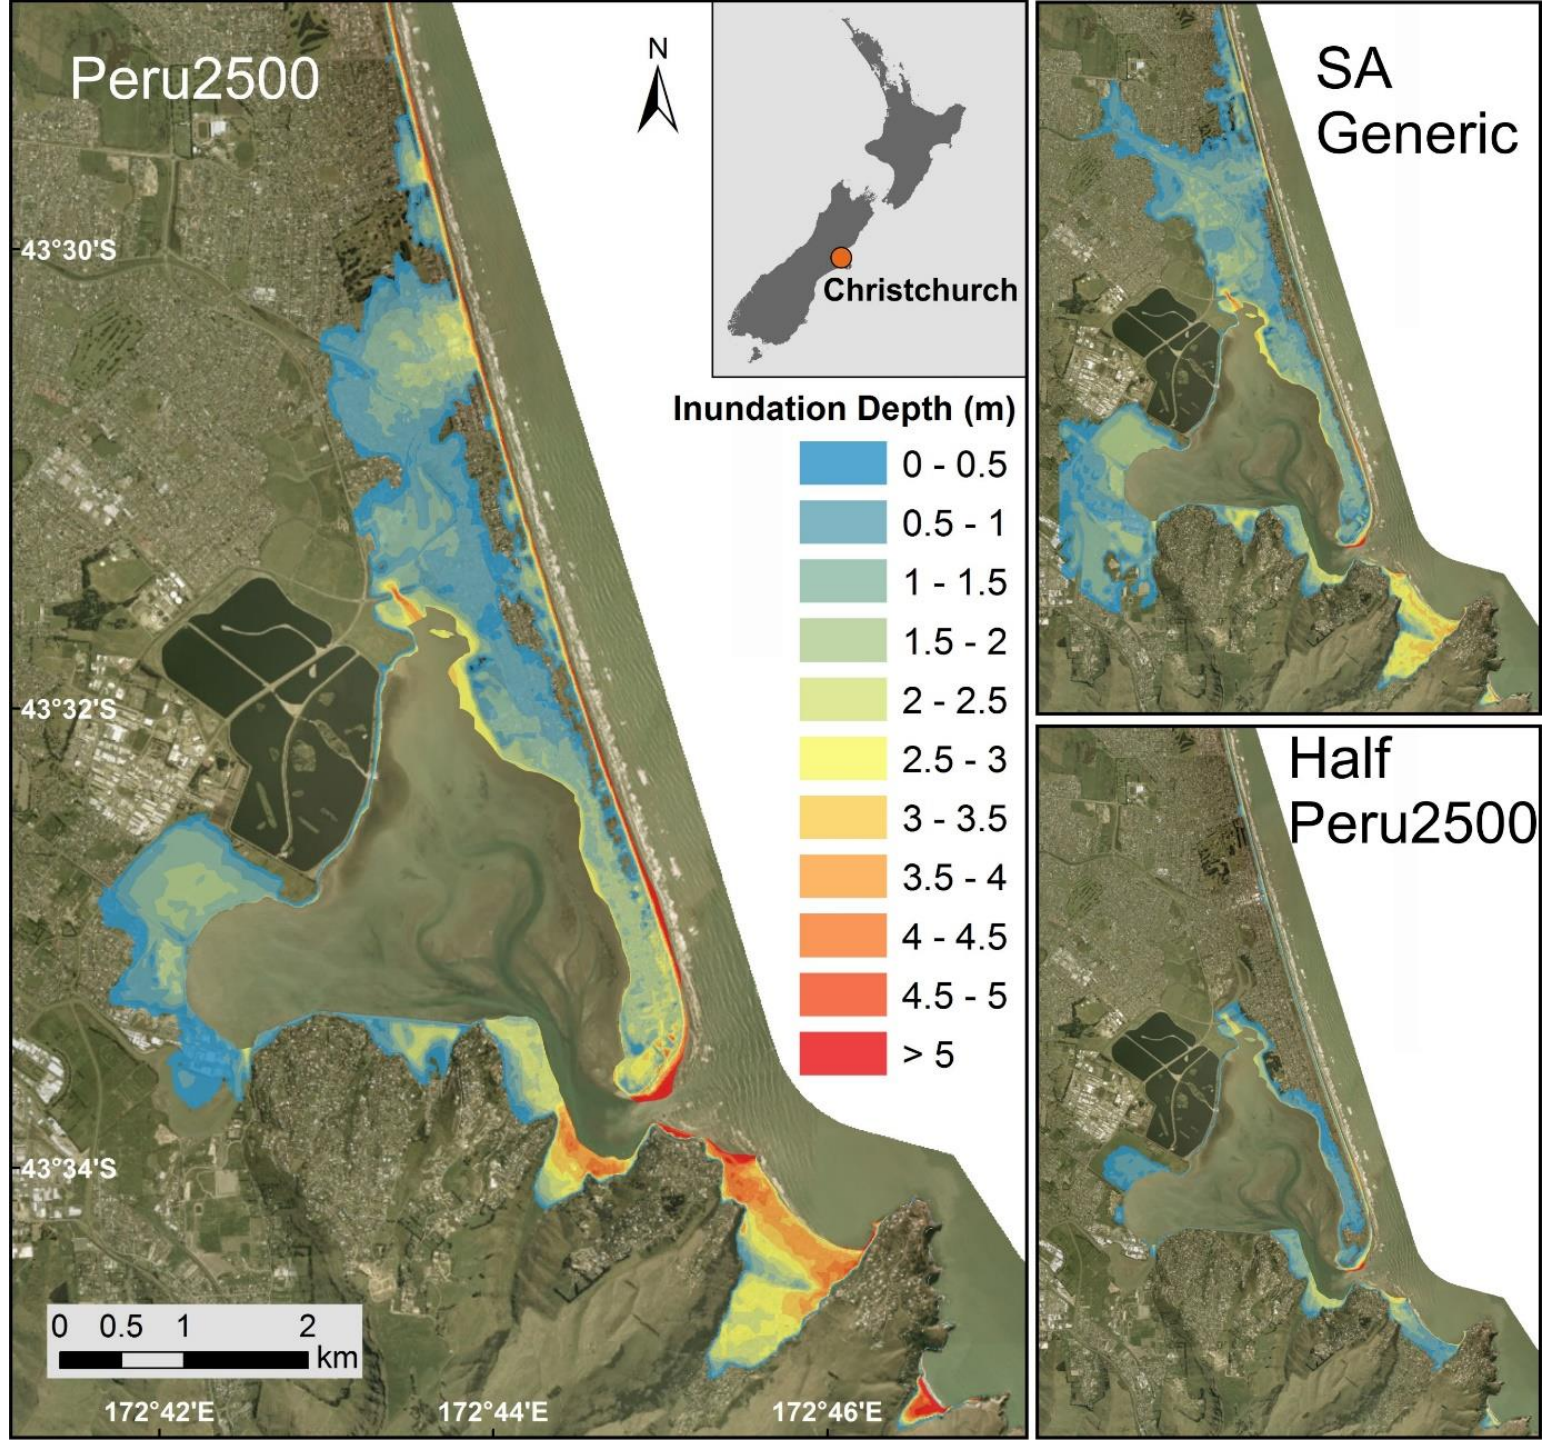 Peru2500
N
Christchurch
SA
Generic
43°30'S
Inundation Depth (m)
0 - 0.5
0.5 - 1
1 - 1.5
1.5 - 2
2 - 2.5
2.5 - 3
3 - 3.5
3.5 - 4
4 - 4.5
4.5 - 5
> 5
43°32'S
43°34'S
Half
Peru2500
0 0.5 1 2
km
172°42'E 172°44'E 172°46'E